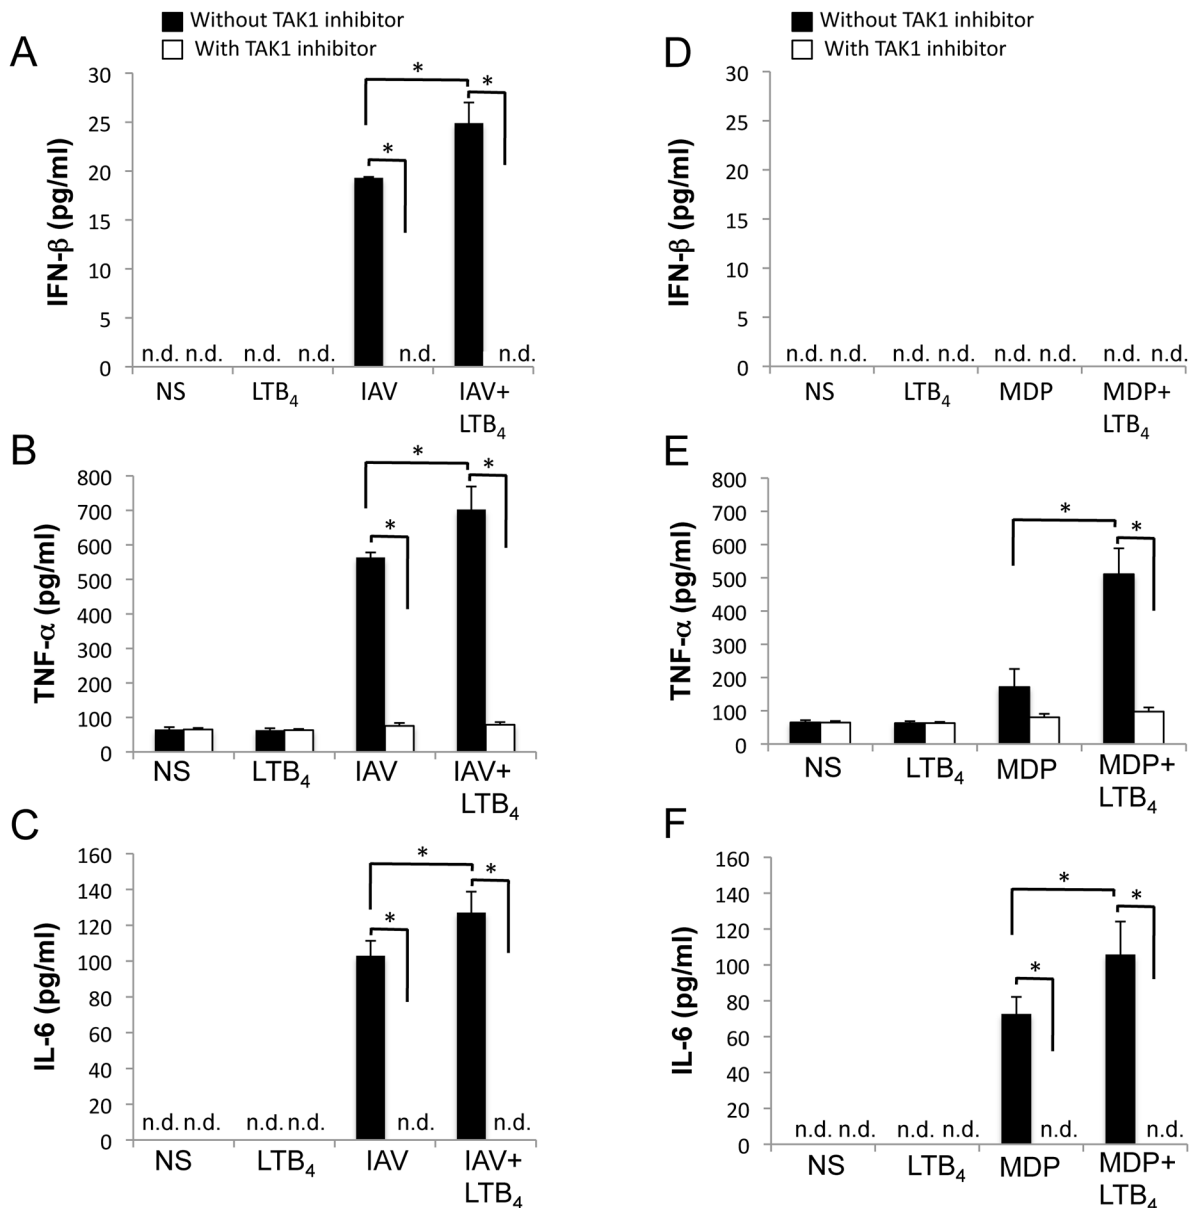 Without TAK1 inhibitor
With TAK1 inhibitor
A
IFN-β (pg/ml)
30
25
20
15
10
5
0
*
*
*
n.d. n.d. n.d. n.d. n.d. n.d.
NS LTB₄ IAV IAV+
LTB₄
B
TNF-α (pg/ml)
800
700
600
500
400
300
200
100
0
*
*
*
NS LTB₄ IAV IAV+
LTB₄
C
IL-6 (pg/ml)
160
140
120
100
80
60
40
20
0
*
*
*
n.d. n.d. n.d. n.d. n.d. n.d.
NS LTB₄ IAV IAV+
LTB₄
Without TAK1 inhibitor
With TAK1 inhibitor
D
IFN-β (pg/ml)
30
25
20
15
10
5
0
n.d. n.d. n.d. n.d. n.d. n.d. n.d. n.d.
NS LTB₄ MDP MDP+
LTB₄
E
TNF-α (pg/ml)
800
700
600
500
400
300
200
100
0
*
*
NS LTB₄ MDP MDP+
LTB₄
F
IL-6 (pg/ml)
160
140
120
100
80
60
40
20
0
*
*
*
n.d. n.d. n.d. n.d. n.d. n.d.
NS LTB₄ MDP MDP+
LTB₄